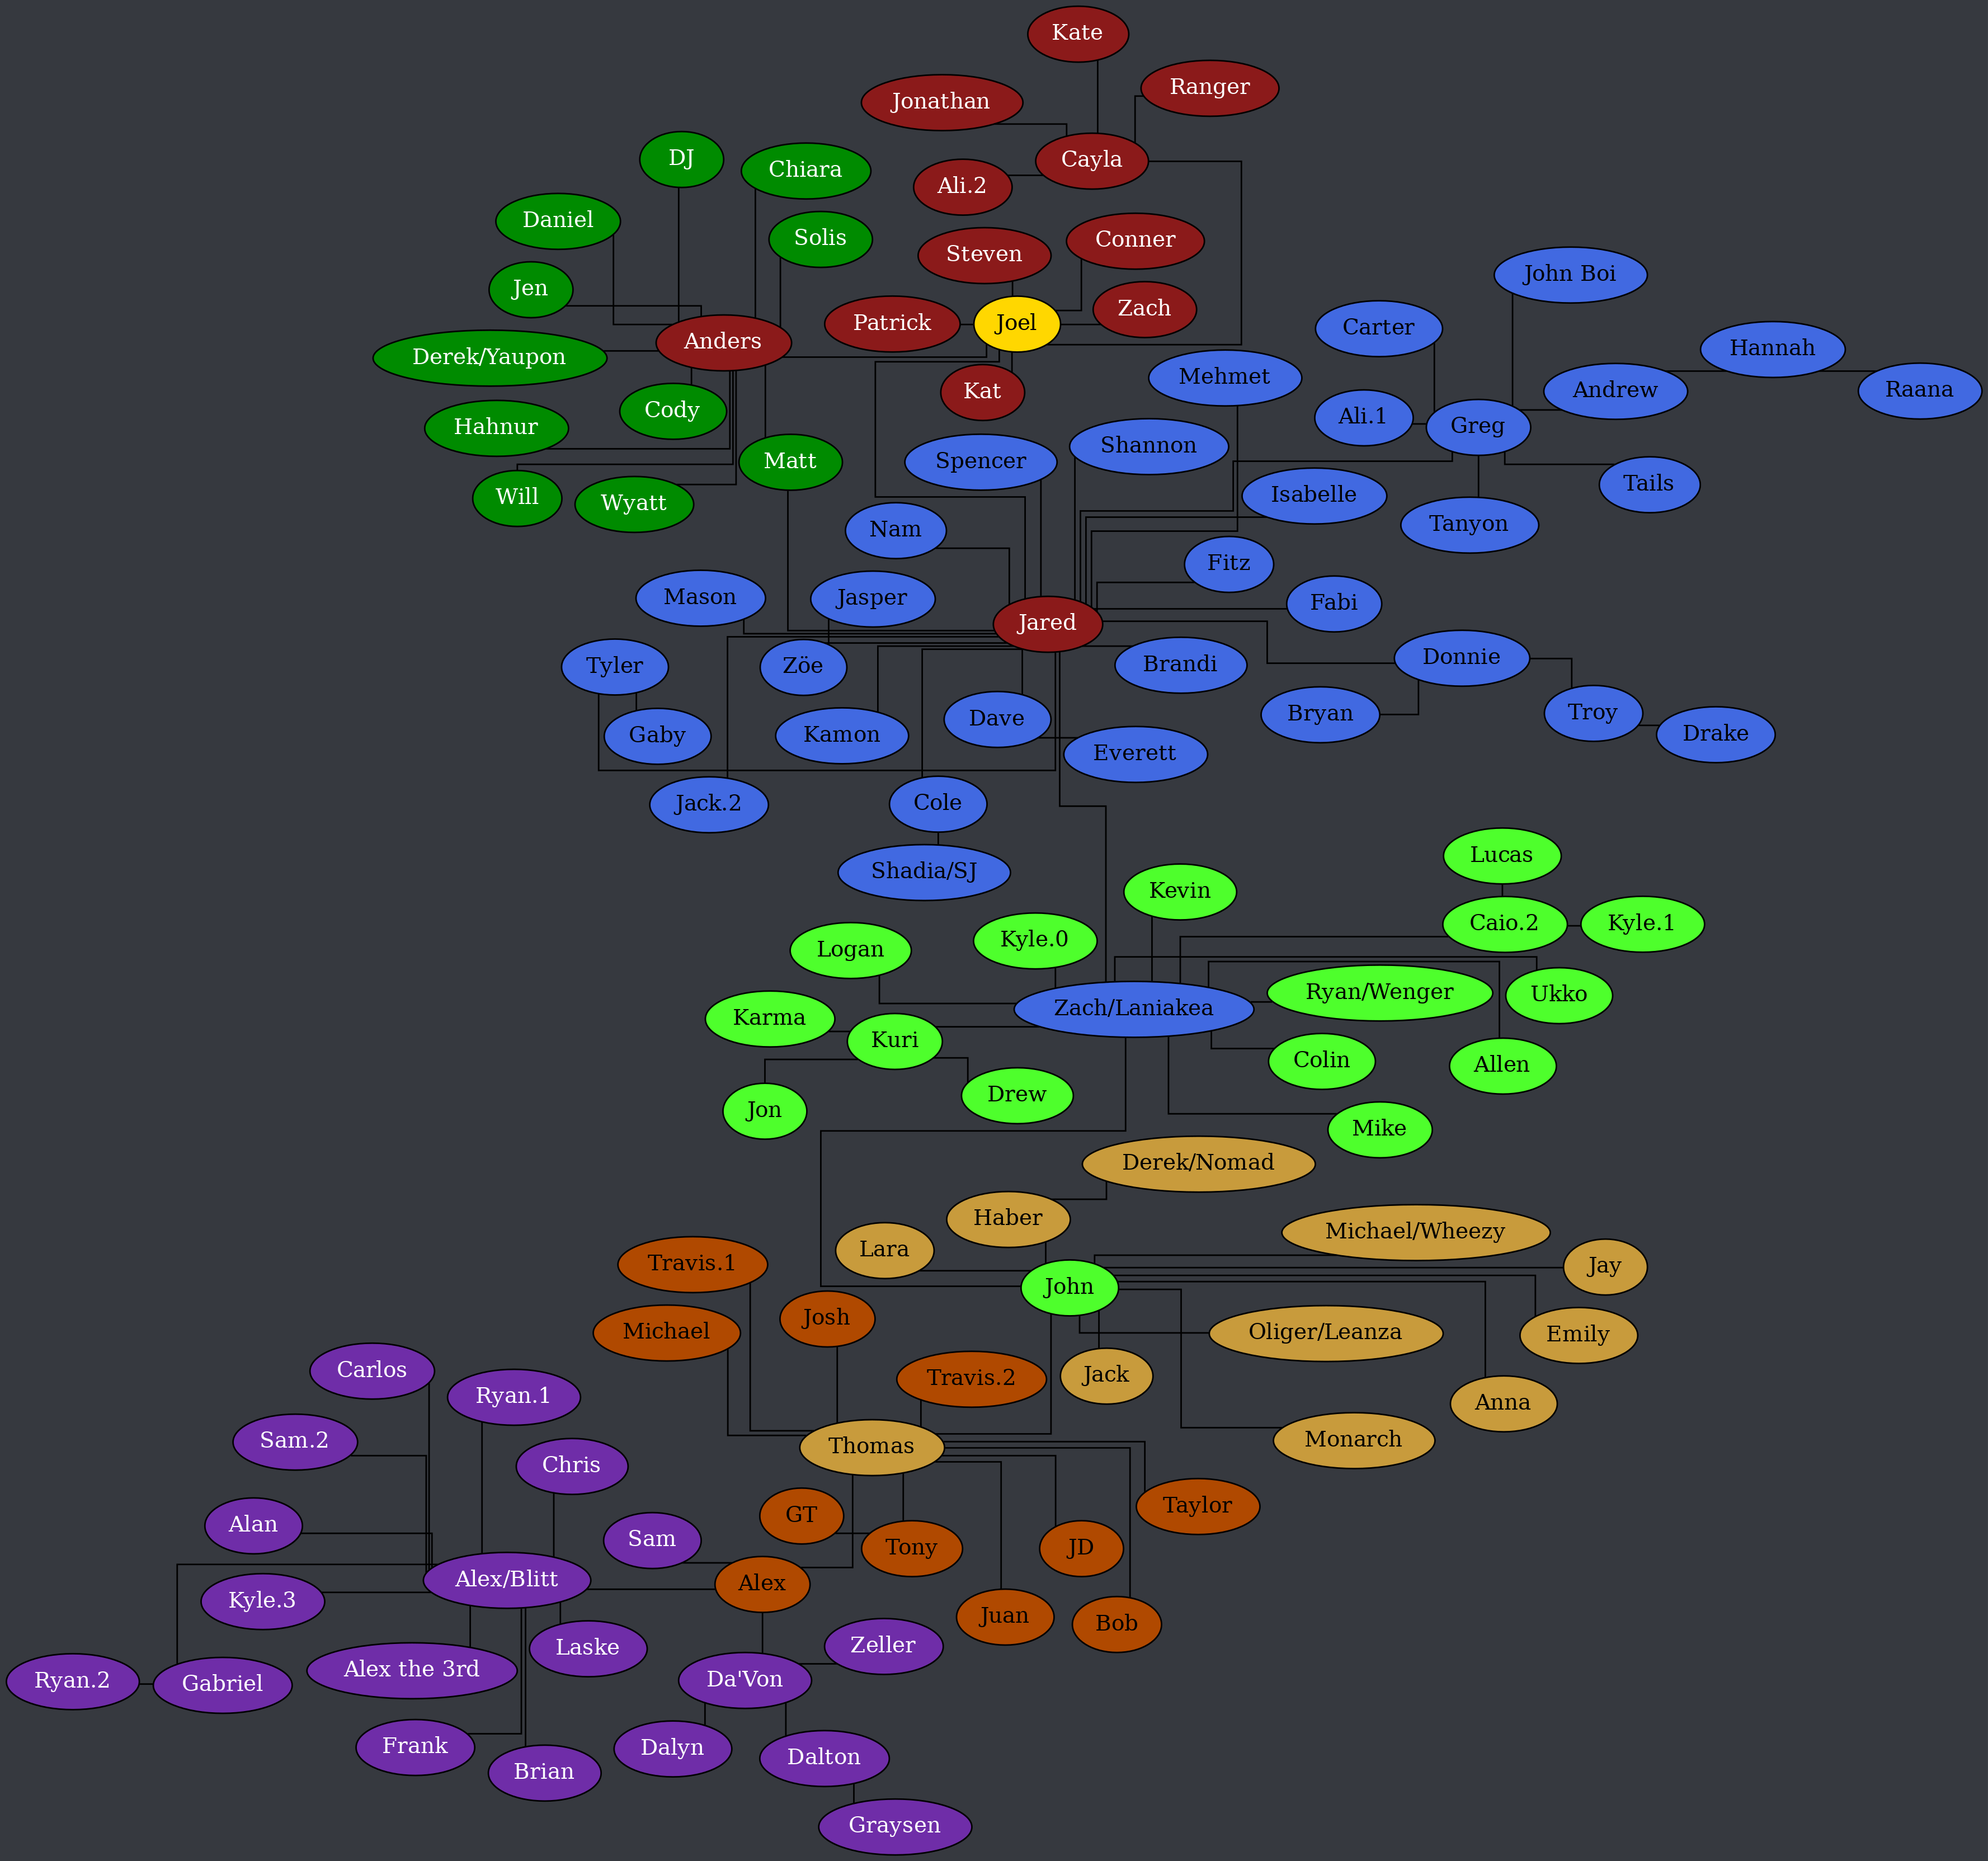 Kate
Ranger
Jonathan
Cayla
DJ
Chiara
Ali.2
Daniel
Solis
Conner
Steven
John Boi
Jen
Patrick
Joel
Zach
Carter
Anders
Hannah
Derek/Yaupon
Mehmet
Andrew
Raana
Kat
Cody
Ali.1
Hahnur
Greg
Matt
Spencer
Shannon
Tails
Will
Wyatt
Isabelle
Tanyon
Nam
Fitz
Mason
Jasper
Fabi
Jared
Tyler
Zöe
Brandi
Donnie
Gaby
Kamon
Dave
Bryan
Troy
Drake
Everett
Jack.2
Cole
Shadia/SJ
Lucas
Kevin
Caio.2
Kyle.1
Logan
Kyle.0
Ryan/Wenger
Ukko
Zach/Laniakea
Karma
Kuri
Colin
Allen
Jon
Drew
Mike
Derek/Nomad
Haber
Michael/Wheezy
Lara
Travis.1
Jay
John
Josh
Michael
Oliger/Leanza
Emily
Carlos
Ryan.1
Travis.2
Jack
Anna
Sam.2
Thomas
Monarch
Chris
Alan
GT
Taylor
Sam
Tony
JD
Alex/Blitt
Alex
Kyle.3
Juan
Bob
Laske
Zeller
Ryan.2
Gabriel
Alex the 3rd
Da'Von
Frank
Dalyn
Dalton
Brian
Graysen